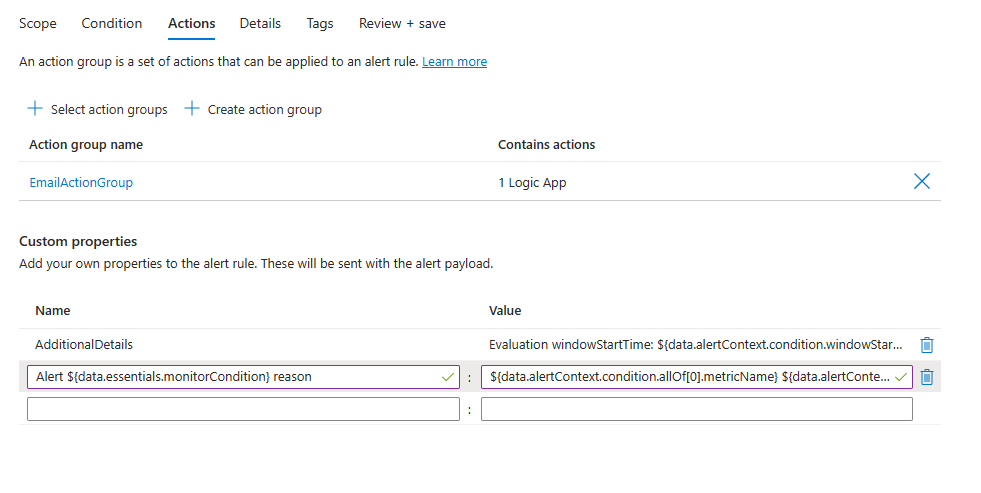 Scope Condition Actions Details Tags Review + save
An action group is a set of actions that can be applied to an alert rule. Learn more
Select action groups Create action group
Action group name Contains actions
EmailActionGroup 1 Logic App
Custom properties
Add your own properties to the alert rule. These will be sent with the alert payload.
Name Value
AdditionalDetails Evaluation windowStartTime: ${data.alertContext.condition.windowStar...
Alert ${data.essentials.monitorCondition} reason : ${data.alertContext.condition.allOf[0].metricName} ${data.alertConte...
: